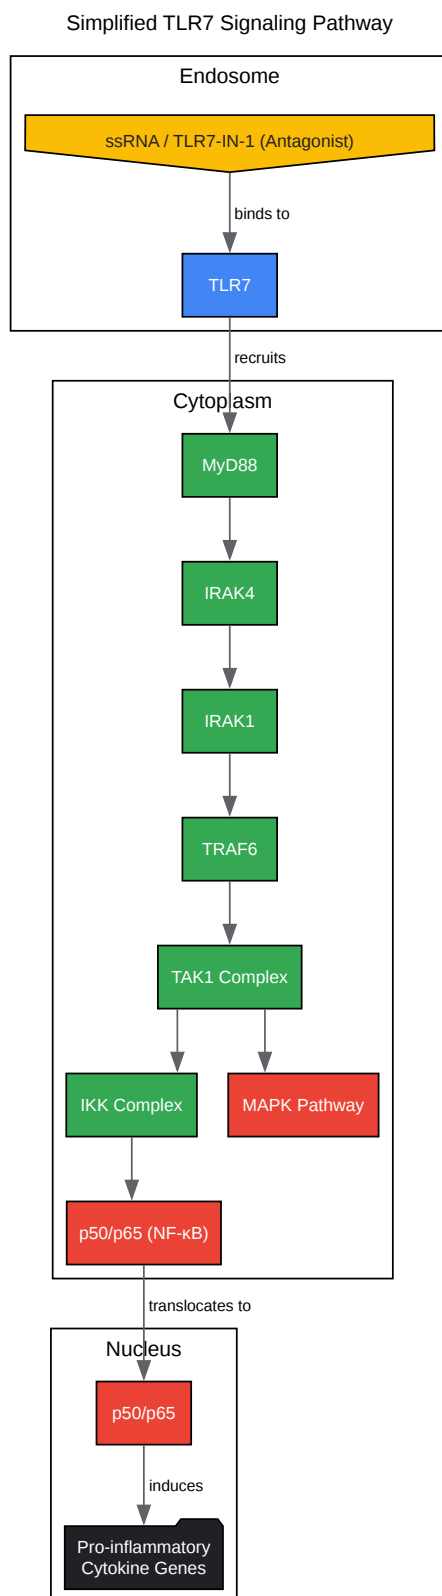 Simplified TLR7 Signaling Pathway
Endosome
ssRNA / TLR7-IN-1 (Antagonist)
binds to
TLR7
recruits
Cytoplasm
MyD88
IRAK4
IRAK1
TRAF6
TAK1 Complex
IKK Complex
MAPK Pathway
p50/p65 (NF-κB)
translocates to
Nucleus
p50/p65
induces
Pro-inflammatory
Cytokine Genes